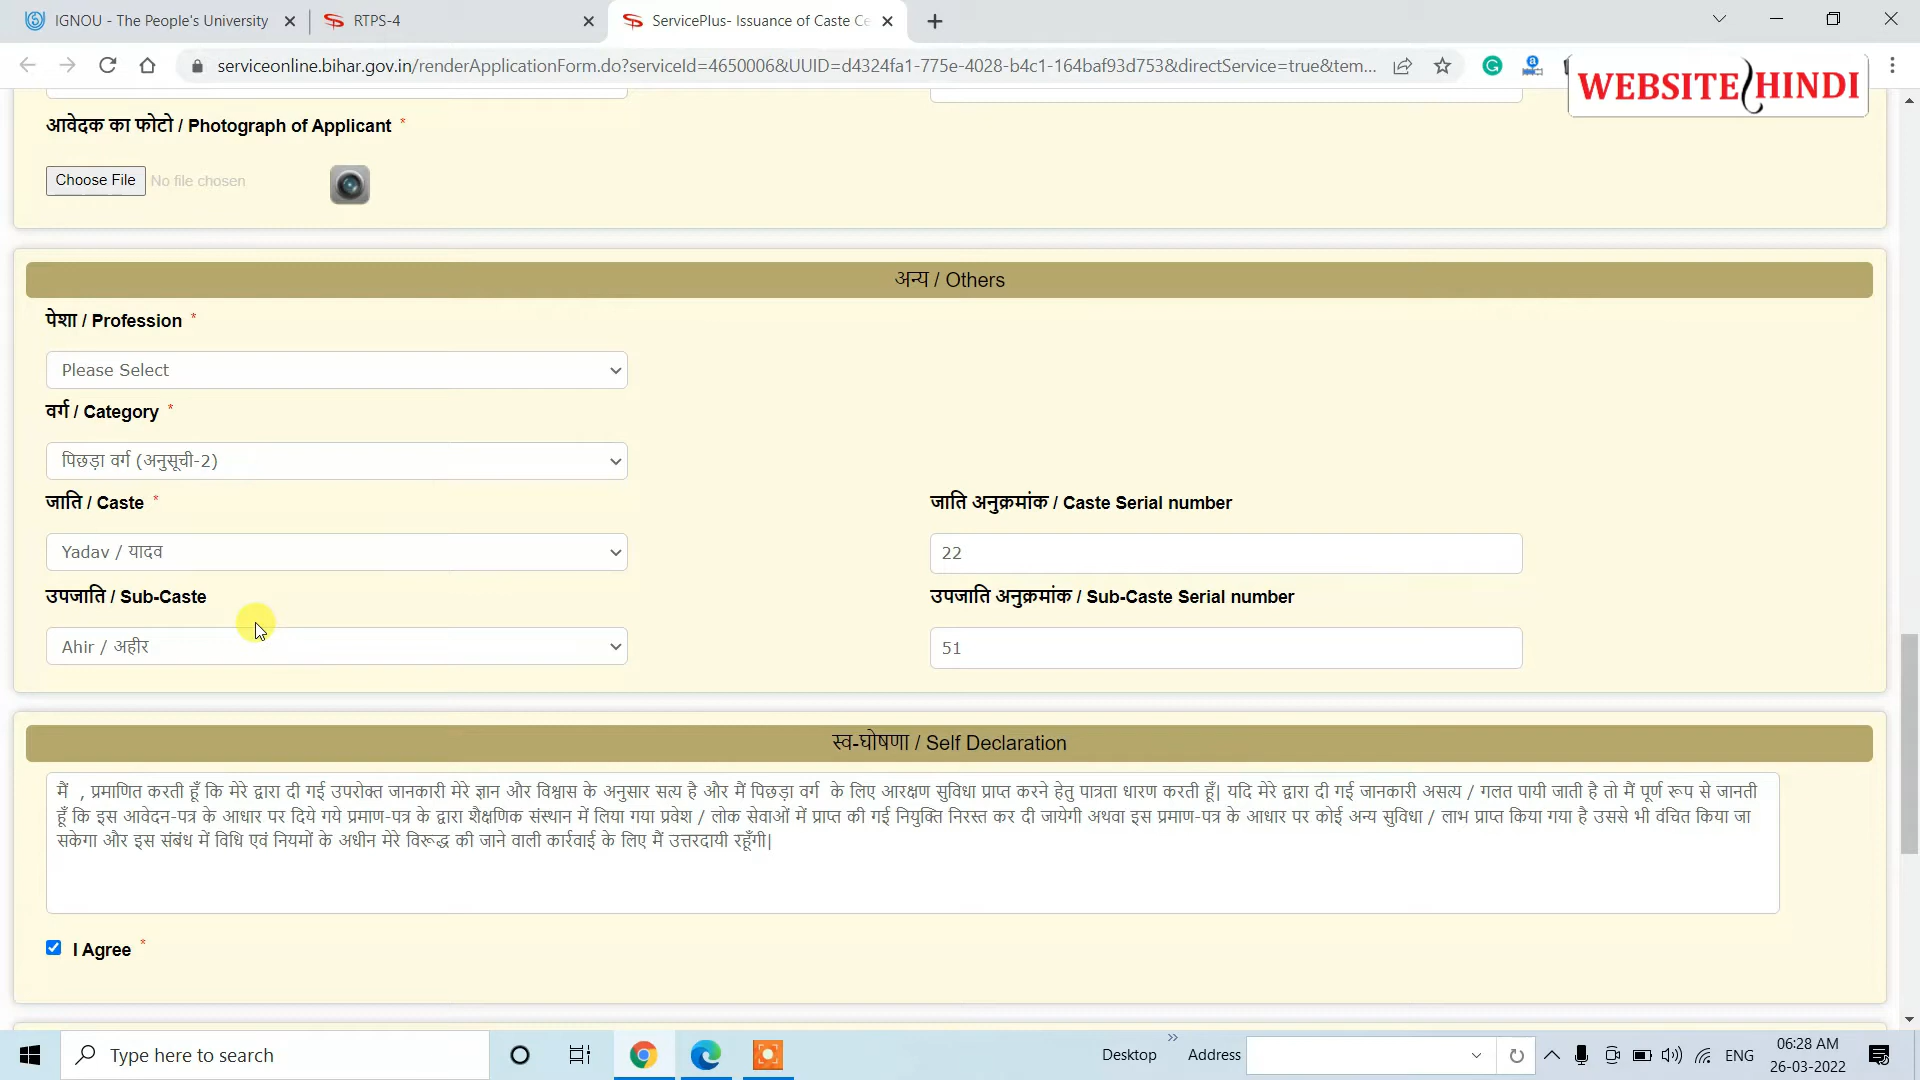 IGNOU - The People's University
RTPS-4
ServicePlus- Issuance of Caste Ce
serviceonline.bihar.gov.in/renderApplicationForm.do?serviceId=4650006&UUID=d4324fa1-775e-4028-b4c1-164baf93d753&directService=true&tem...
WEBSITE HINDI
आवेदक का फोटो / Photograph of Applicant *
Choose File No file chosen
अन्य / Others
पेशा / Profession *
Please Select
वर्ग / Category *
पिछड़ा वर्ग (अनुसूची-2)
जाति / Caste * जाति अनुक्रमांक / Caste Serial number
Yadav / यादव 22
उपजाति / Sub-Caste उपजाति अनुक्रमांक / Sub-Caste Serial number
Ahir / अहीर 51
स्व-घोषणा / Self Declaration
मैं , प्रमाणित करती हूँ कि मेरे द्वारा दी गई उपरोक्त जानकारी मेरे ज्ञान और विश्वास के अनुसार सत्य है और मैं पिछड़ा वर्ग के लिए आरक्षण सुविधा प्राप्त करने हेतु पात्रता धारण करती हूँ| यदि मेरे द्वारा दी गई जानकारी असत्य / गलत पायी जाती है तो मैं पूर्ण रूप से जानती
हूँ कि इस आवेदन-पत्र के आधार पर दिये गये प्रमाण-पत्र के द्वारा शैक्षणिक संस्थान में लिया गया प्रवेश / लोक सेवाओं में प्राप्त की गई नियुक्ति निरस्त कर दी जायेगी अथवा इस प्रमाण-पत्र के आधार पर कोई अन्य सुविधा / लाभ प्राप्त किया गया है उससे भी वंचित किया जा
सकेगा और इस संबंध में विधि एवं नियमों के अधीन मेरे विरूद्ध की जाने वाली कार्रवाई के लिए मैं उत्तरदायी रहूँगी|
I Agree *
Type here to search
Desktop
Address
ENG
06:28 AM
26-03-2022